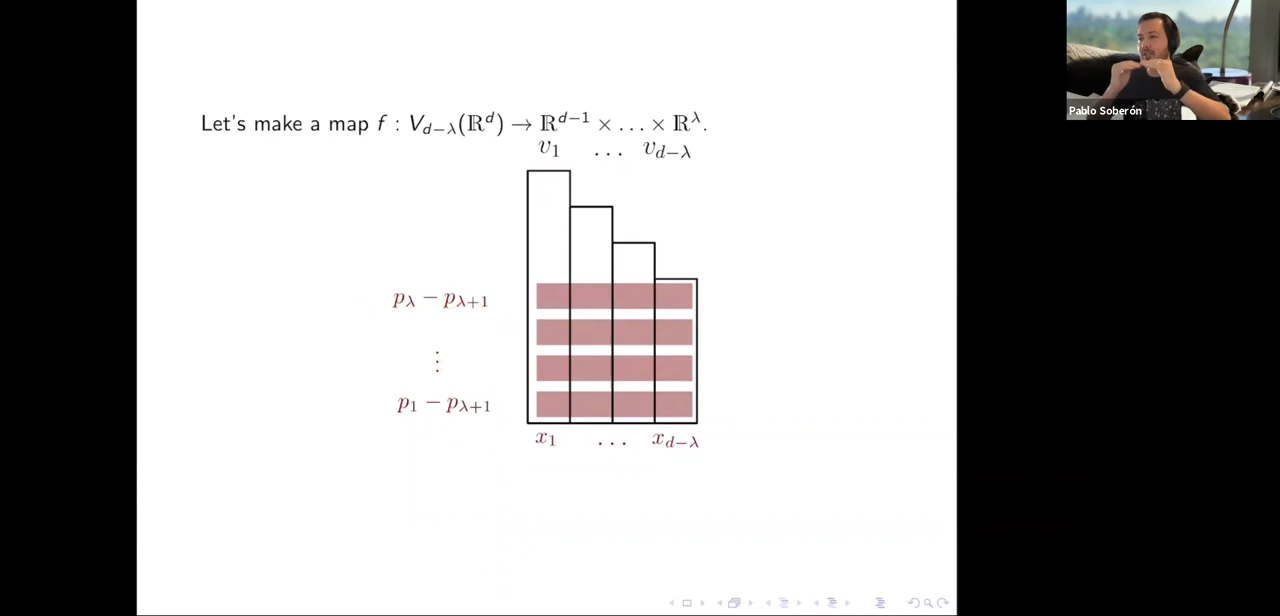 Let's make a map f : V_{d−λ}(ℝ^d) → ℝ^{d−1} × … × ℝ^λ.
v_1 … v_{d−λ}
p_λ − p_{λ+1}
⋮
p_1 − p_{λ+1}
x_1 … x_{d−λ}
Pablo Soberón